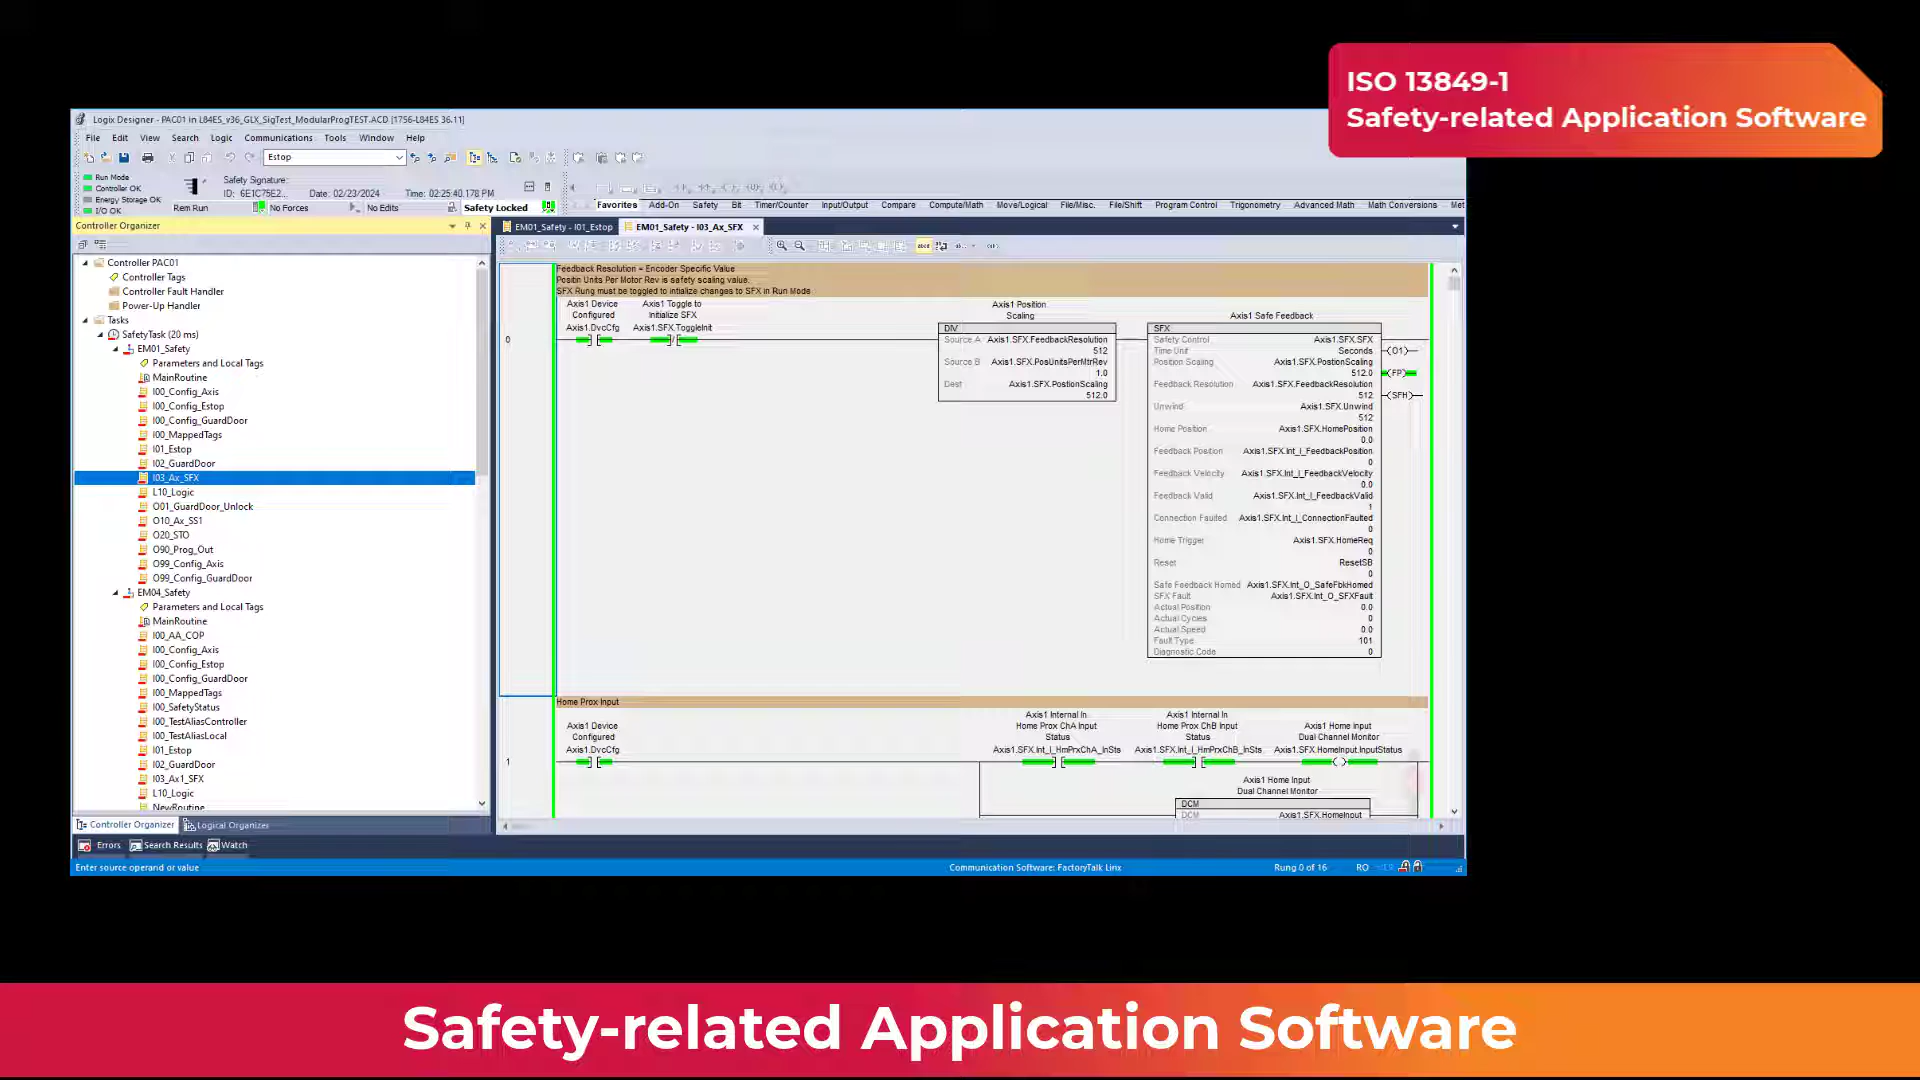 ISO 13849-1
Safety-related Application Software
Logix Designer - PAC01 in L84ES_v36_GLX_SigTest_ModularProgTEST.ACD [1756-L84ES 36.11]
File Edit View Search Logic Communications Tools Window Help
Estop
Run Mode
Controller OK
Energy Storage OK
I/O OK
Safety Signature:
ID: 6E1C75E2... Date: 02/23/2024 Time: 02:25:40.178 PM
Rem Run No Forces No Edits Safety Locked
Favorites Add-On Safety Bit Timer/Counter Input/Output Compare Compute/Math Move/Logical File/Misc. File/Shift Program Control Trigonometry Advanced Math Math Conversions Met
Controller Organizer
EM01_Safety - I01_Estop
EM01_Safety - I03_Ax_SFX
Controller PAC01
Controller Tags
Controller Fault Handler
Power-Up Handler
Tasks
SafetyTask (20 ms)
EM01_Safety
Parameters and Local Tags
MainRoutine
I00_Config_Axis
I00_Config_Estop
I00_Config_GuardDoor
I00_MappedTags
I01_Estop
I02_GuardDoor
I03_Ax_SFX
L10_Logic
O01_GuardDoor_Unlock
O10_Ax_SS1
O20_STO
O90_Prog_Out
O99_Config_Axis
O99_Config_GuardDoor
EM04_Safety
Parameters and Local Tags
MainRoutine
I00_AA_COP
I00_Config_Axis
I00_Config_Estop
I00_Config_GuardDoor
I00_MappedTags
I00_SafetyStatus
I00_TestAliasController
I00_TestAliasLocal
I01_Estop
I02_GuardDoor
I03_Ax1_SFX
L10_Logic
NewRoutine
Controller Organizer Logical Organizer
Feedback Resolution = Encoder Specific Value
Positin Units Per Motor Rev is safety scaling value.
SFX Rung must be toggled to intialize changes to SFX in Run Mode
0
Axis1 Device
Configured
Axis1.DvcCfg
Axis1 Toggle to
Initialize SFX
Axis1.SFX.ToggleInit
Axis1 Position
Scaling
DIV
Source A Axis1.SFX.FeedbackResolution
512
Source B Axis1.SFX.PosUnitsPerMtrRev
1.0
Dest Axis1.SFX.PostionScaling
512.0
Axis1 Safe Feedback
SFX
Safety Control Axis1.SFX.SFX
Time Unit Seconds
Position Scaling Axis1.SFX.PostionScaling
512.0
Feedback Resolution Axis1.SFX.FeedbackResolution
512
Unwind Axis1.SFX.Unwind
512
Home Position Axis1.SFX.HomePosition
0.0
Feedback Position Axis1.SFX.Int_I_FeedbackPosition
0
Feedback Velocity Axis1.SFX.Int_I_FeedbackVelocity
0.0
Feedback Valid Axis1.SFX.Int_I_FeedbackValid
1
Connection Faulted Axis1.SFX.Int_I_ConnectionFaulted
0
Home Trigger Axis1.SFX.HomeReq
0
Reset ResetSB
0
Safe Feedback Homed Axis1.SFX.Int_O_SafeFbkHomed
SFX Fault Axis1.SFX.Int_O_SFXFault
Actual Position 0.0
Actual Cycles 0
Actual Speed 0.0
Fault Type 101
Diagnostic Code 0
(O1)
(FP)
(SFH)
Home Prox Input
1
Axis1 Device
Configured
Axis1.DvcCfg
Axis1 Internal In
Home Prox ChA Input
Status
Axis1.SFX.Int_I_HmPrxChA_InSts
Axis1 Internal In
Home Prox ChB Input
Status
Axis1.SFX.Int_I_HmPrxChB_InSts
Axis1 Home Input
Dual Channel Monitor
Axis1.SFX.HomeInput.InputStatus
Axis1 Home Input
Dual Channel Monitor
DCM
DCM Axis1.SFX.HomeInput
Errors Search Results Watch
Enter source operand or value
Communication Software: FactoryTalk Linx
Rung 0 of 16 RO
Safety-related Application Software